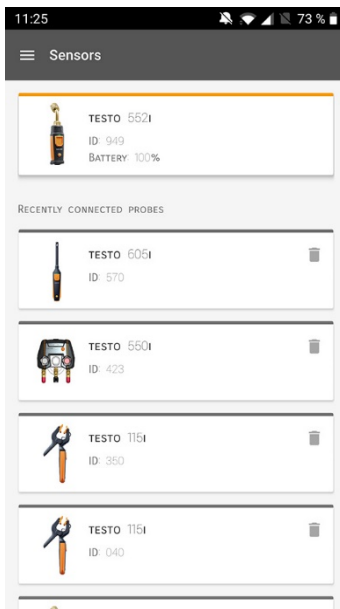 11:25
73 %
Sensors
TESTO 552I
ID: 949
BATTERY: 100%
RECENTLY CONNECTED PROBES
TESTO 605I
ID: 570
TESTO 550I
ID: 423
TESTO 115I
ID: 350
TESTO 115I
ID: 040